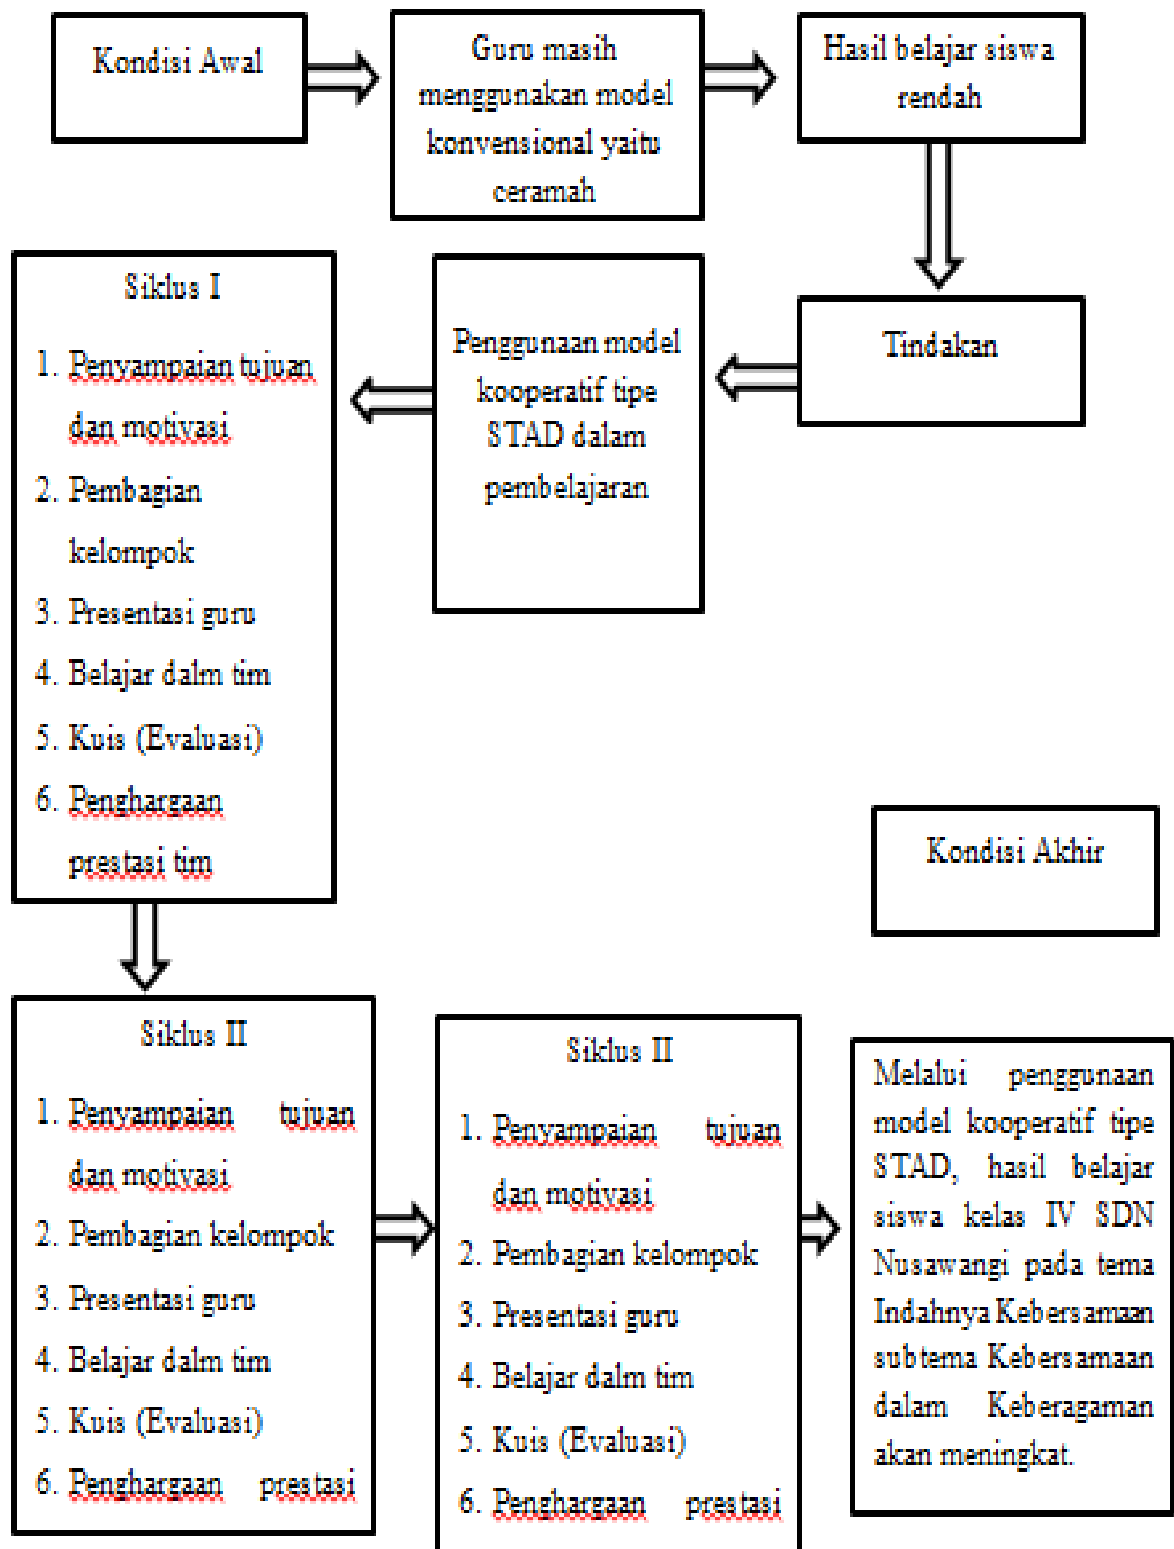 Kondisi Awal
Guru masih
menggunakan model
konvensional yaitu
ceramah
Hasil belajar siswa
rendah
Tindakan
Penggunaan model
kooperatif tipe
STAD dalam
pembelajaran
Siklus I
1. Penyampaian tujuan
dan motivasi
2. Pembagian
kelompok
3. Presentasi guru
4. Belajar dalm tim
5. Kuis (Evaluasi)
6. Penghargaan
prestasi tim
Siklus II
1. Penyampaian tujuan
dan motivasi
2. Pembagian kelompok
3. Presentasi guru
4. Belajar dalm tim
5. Kuis (Evaluasi)
6. Penghargaan prestasi
Siklus II
1. Penyampaian tujuan
dan motivasi
2. Pembagian kelompok
3. Presentasi guru
4. Belajar dalm tim
5. Kuis (Evaluasi)
6. Penghargaan prestasi
Kondisi Akhir
Melalui penggunaan
model kooperatif tipe
STAD, hasil belajar
siswa kelas IV SDN
Nusawangi pada tema
Indahnya Kebersamaan
subtema Kebersamaan
dalam Keberagaman
akan meningkat.